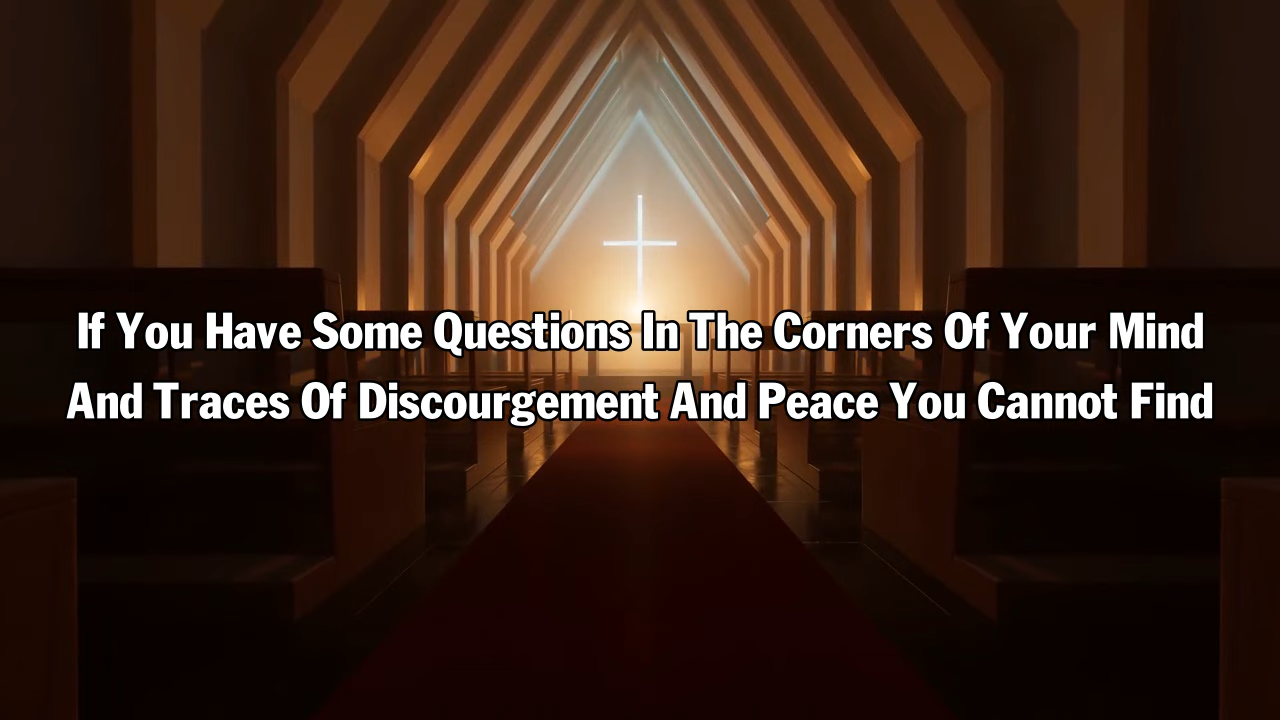 If You Have Some Questions In The Corners Of Your Mind
And Traces Of Discourgement And Peace You Cannot Find